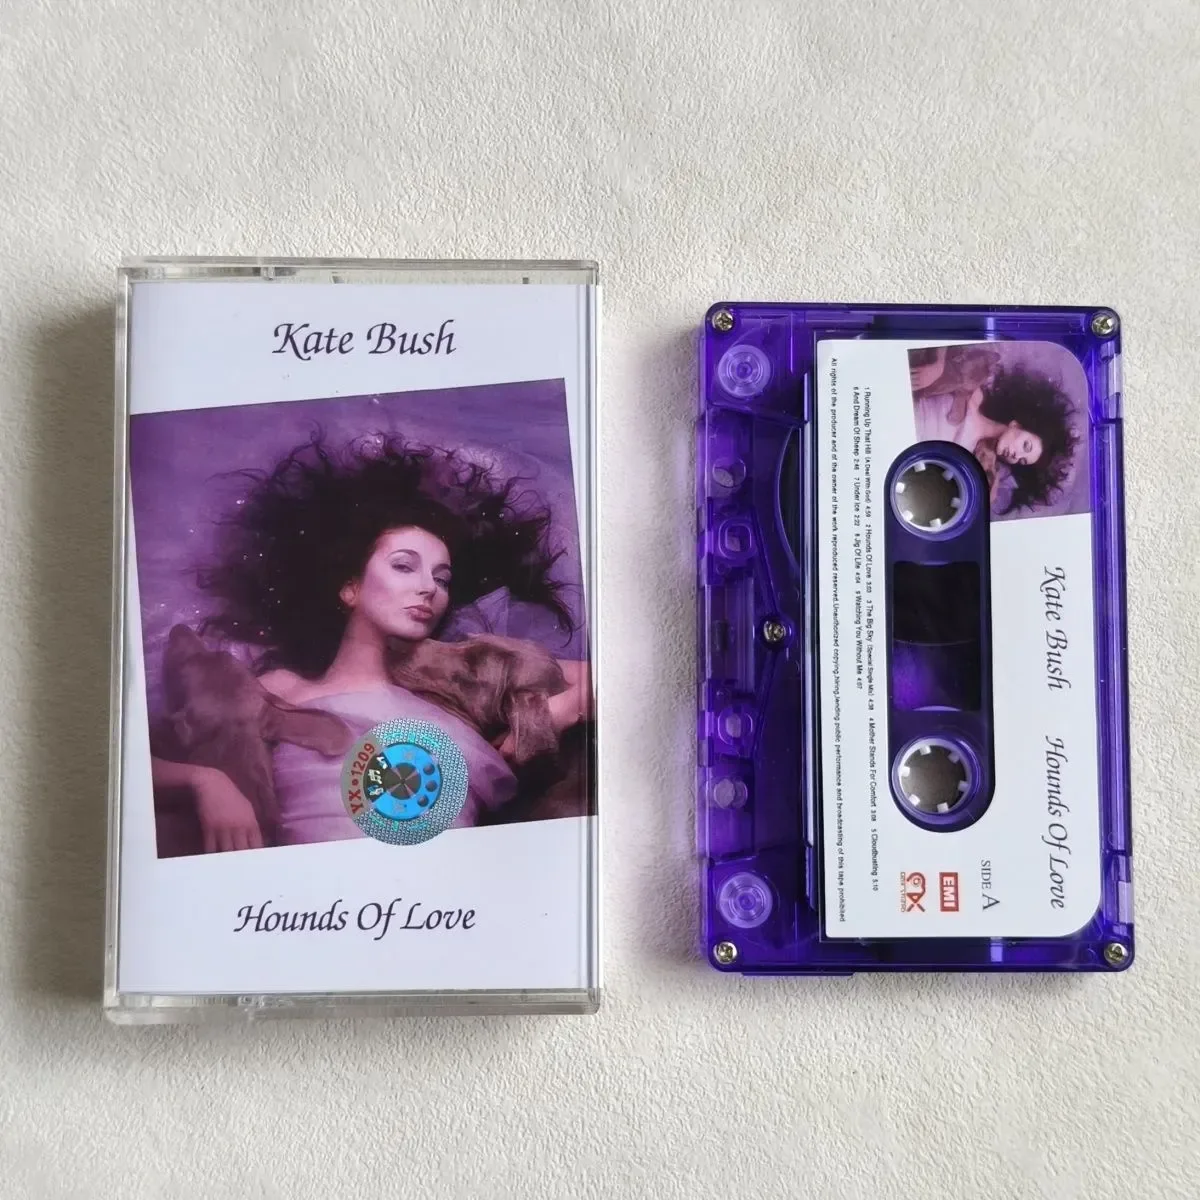 Kate Bush
YX●1209
Hounds Of Love
Kate Bush Hounds Of Love
SIDE A
EMI
1 Running Up That Hill (A Deal With God) 4:59 2 Hounds Of Love 3:03 3 The Big Sky (Special Single Mix) 4:38 4 Mother Stands For Comfort 3:08 5 Cloudbusting 5:10
6 And Dream Of Sheep 2:46 7 Under Ice 2:22 8 Jig Of Life 4:04 9 Watching You Without Me 4:07
All rights of the producer and of the owner of the work reproduced reserved.Unauthorized copying,hiring,lending,public performance and broadcasting of this tape prohibited